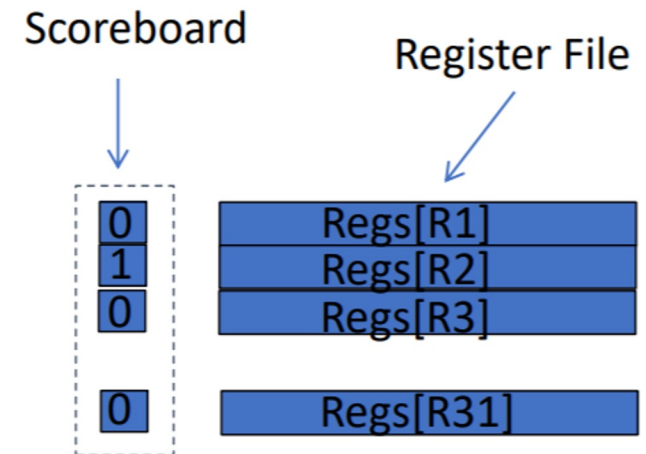 Scoreboard
Register File
0 Regs[R1]
1 Regs[R2]
0 Regs[R3]
0 Regs[R31]